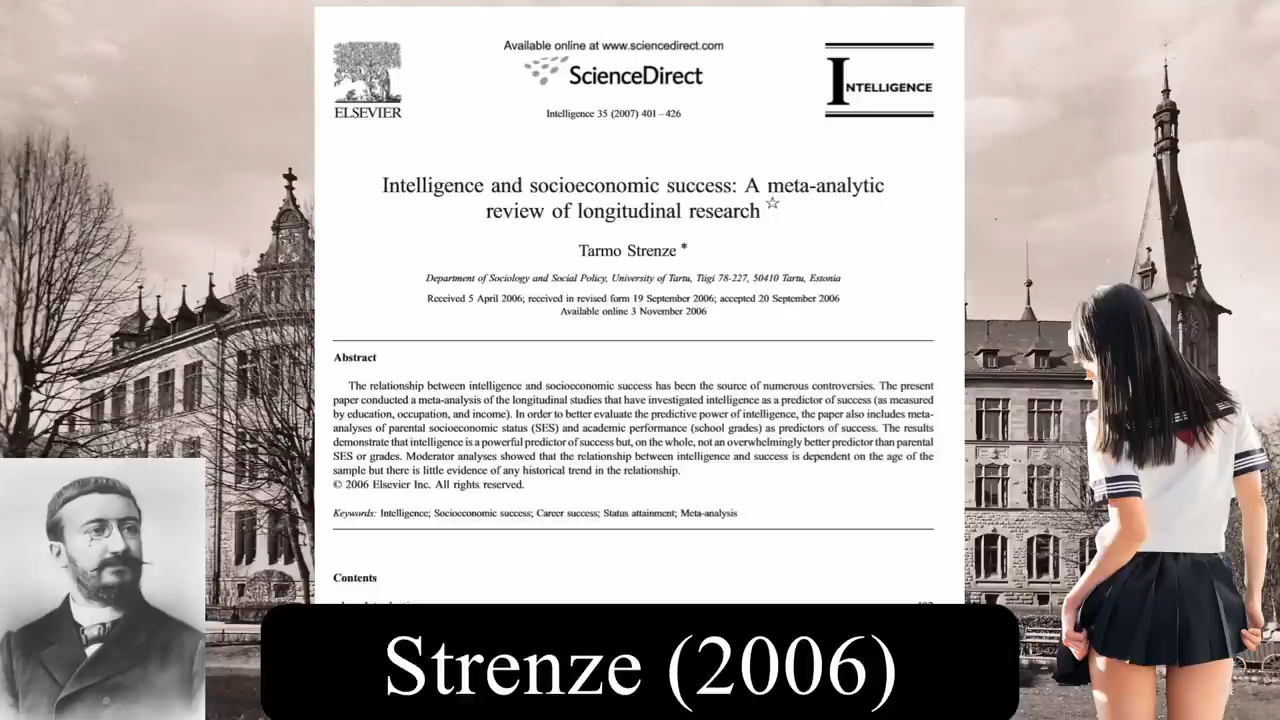 Available online at www.sciencedirect.com
ScienceDirect
ELSEVIER
INTELLIGENCE
Intelligence 35 (2007) 401–426
Intelligence and socioeconomic success: A meta-analytic
review of longitudinal research ☆
Tarmo Strenze *
Department of Sociology and Social Policy, University of Tartu, Tiigi 78-227, 50410 Tartu, Estonia
Received 5 April 2006; received in revised form 19 September 2006; accepted 20 September 2006
Available online 3 November 2006
Abstract
The relationship between intelligence and socioeconomic success has been the source of numerous controversies. The present
paper conducted a meta-analysis of the longitudinal studies that have investigated intelligence as a predictor of success (as measured
by education, occupation, and income). In order to better evaluate the predictive power of intelligence, the paper also includes meta-
analyses of parental socioeconomic status (SES) and academic performance (school grades) as predictors of success. The results
demonstrate that intelligence is a powerful predictor of success but, on the whole, not an overwhelmingly better predictor than parental
SES or grades. Moderator analyses showed that the relationship between intelligence and success is dependent on the age of the
sample but there is little evidence of any historical trend in the relationship.
© 2006 Elsevier Inc. All rights reserved.
Keywords: Intelligence; Socioeconomic success; Career success; Status attainment; Meta-analysis
Contents
Strenze (2006)